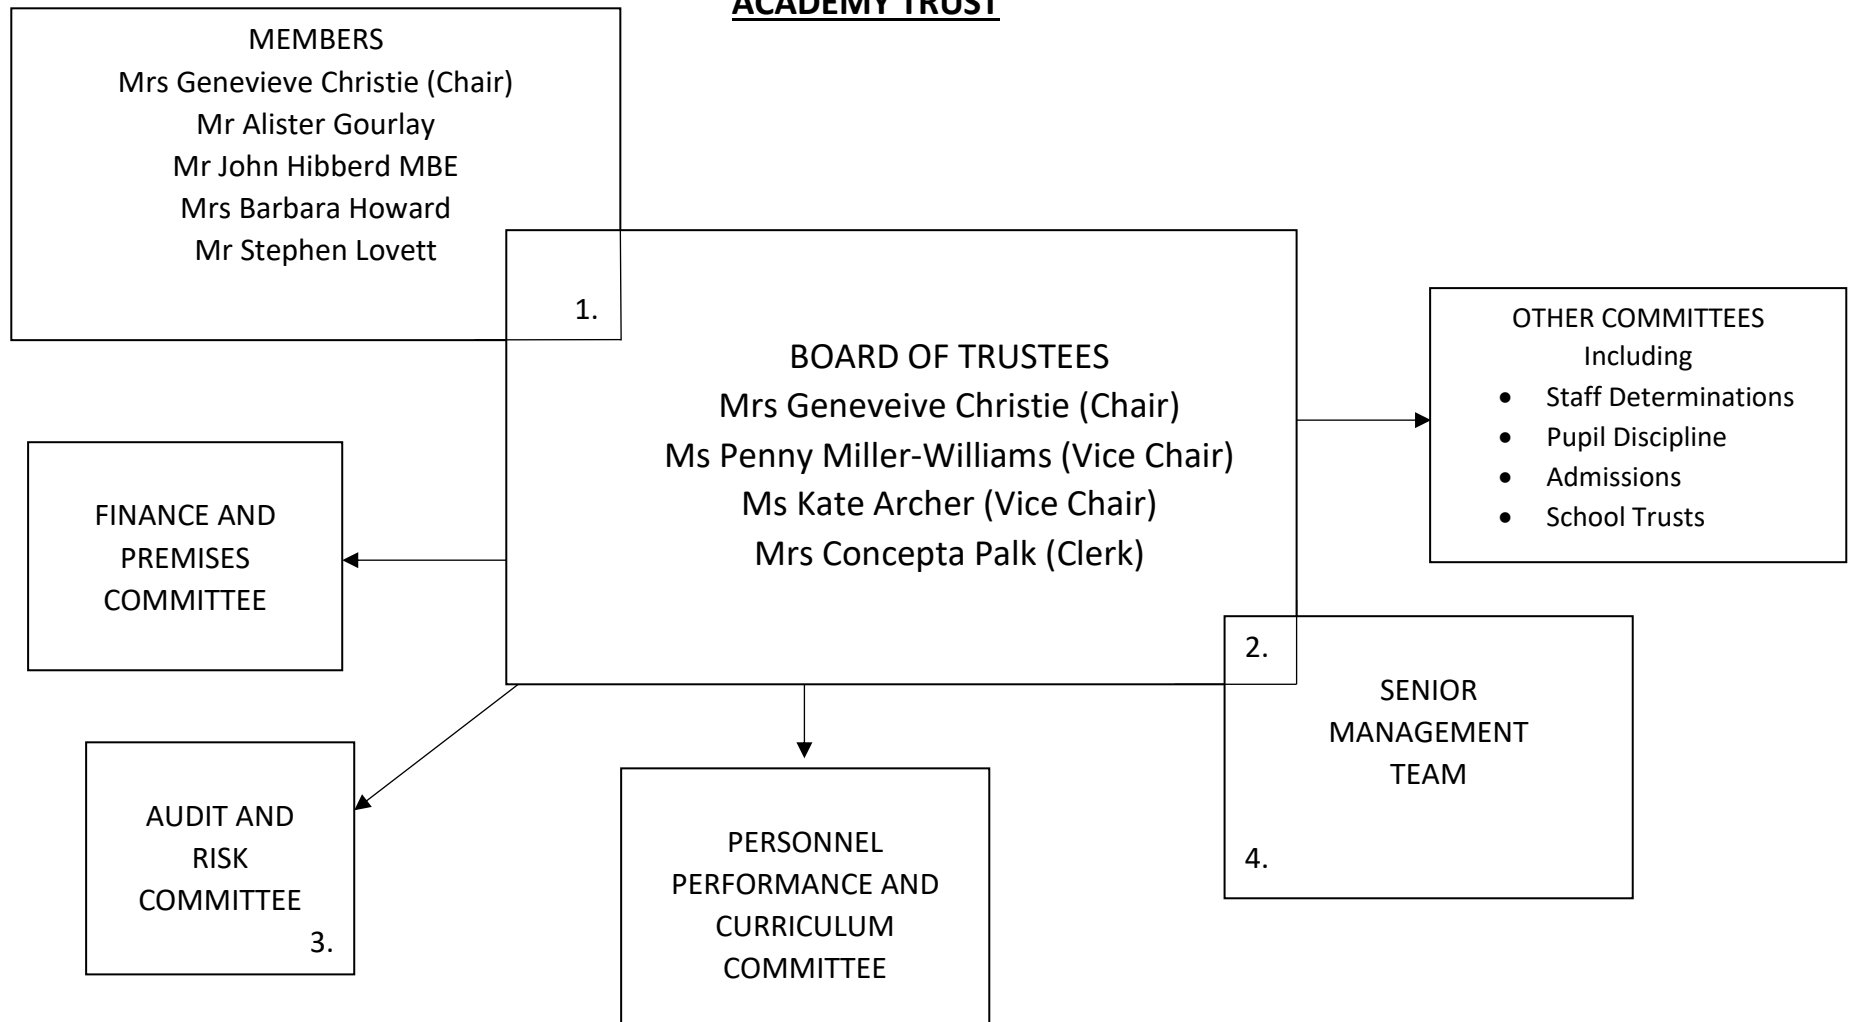 ACADEMY TRUST
MEMBERS
Mrs Genevieve Christie (Chair)
Mr Alister Gourlay
Mr John Hibberd MBE
Mrs Barbara Howard
Mr Stephen Lovett
1.
BOARD OF TRUSTEES
Mrs Geneveive Christie (Chair)
Ms Penny Miller-Williams (Vice Chair)
Ms Kate Archer (Vice Chair)
Mrs Concepta Palk (Clerk)
OTHER COMMITTEES
Including
• Staff Determinations
• Pupil Discipline
• Admissions
• School Trusts
FINANCE AND
PREMISES
COMMITTEE
2.
SENIOR
MANAGEMENT
TEAM
4.
AUDIT AND
RISK
COMMITTEE
3.
PERSONNEL
PERFORMANCE AND
CURRICULUM
COMMITTEE